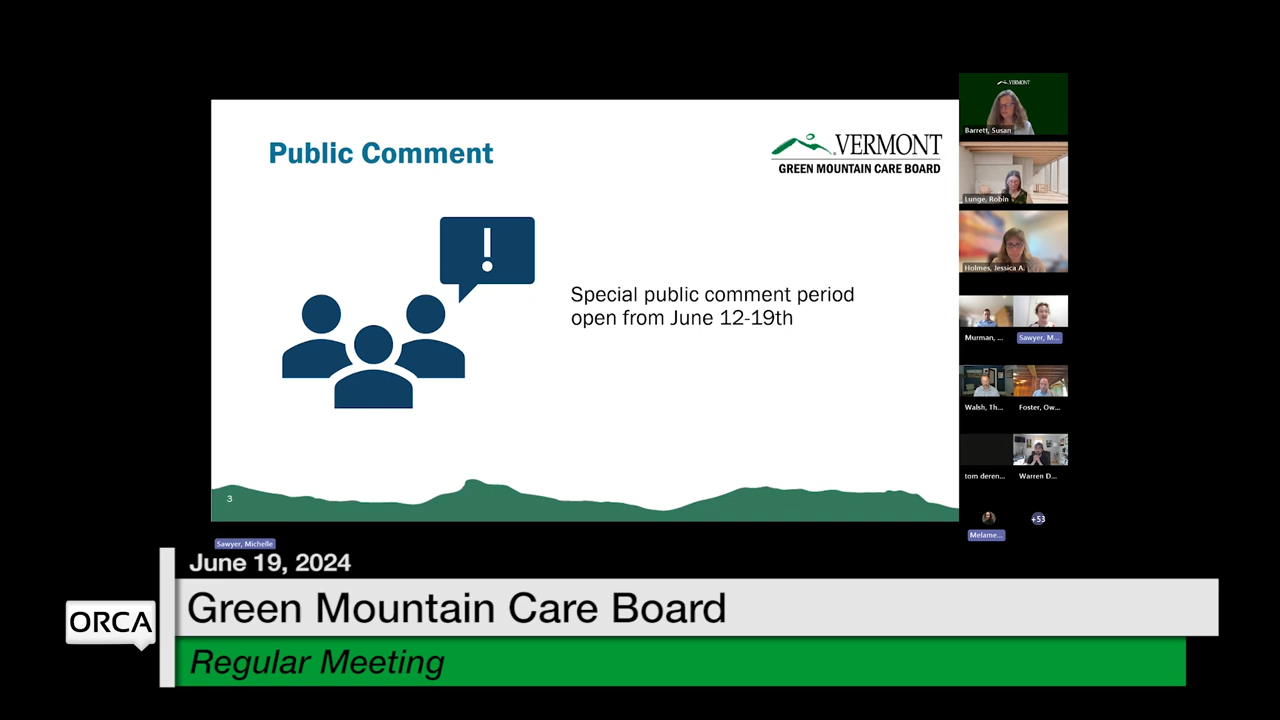 Public Comment
VERMONT
GREEN MOUNTAIN CARE BOARD
!
Special public comment period
open from June 12-19th
3
VERMONT
Barrett, Susan
Lunge, Robin
Holmes, Jessica A.
Murman, ...
Sawyer, M...
Walsh, Th...
Foster, Ow...
tom deren...
Warren D...
Melame...
+53
Sawyer, Michelle
June 19, 2024
ORCA
Green Mountain Care Board
Regular Meeting